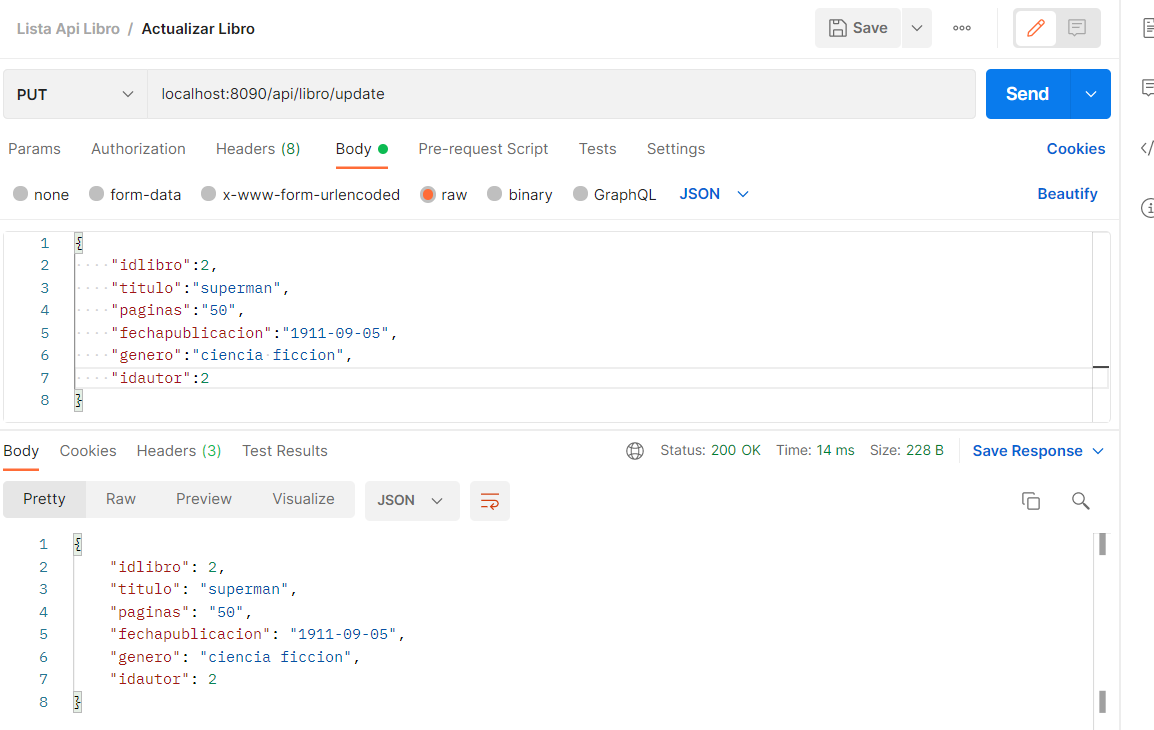 Lista Api Libro / Actualizar Libro
Save
PUT
localhost:8090/api/libro/update
Send
Params Authorization Headers (8) Body Pre-request Script Tests Settings Cookies
none form-data x-www-form-urlencoded raw binary GraphQL JSON Beautify
1 {
2 "idlibro":2,
3 "titulo":"superman",
4 "paginas":"50",
5 "fechapublicacion":"1911-09-05",
6 "genero":"ciencia ficcion",
7 "idautor":2
8 }
Body Cookies Headers (3) Test Results Status: 200 OK Time: 14 ms Size: 228 B Save Response
Pretty Raw Preview Visualize JSON
1 {
2 "idlibro": 2,
3 "titulo": "superman",
4 "paginas": "50",
5 "fechapublicacion": "1911-09-05",
6 "genero": "ciencia ficcion",
7 "idautor": 2
8 }